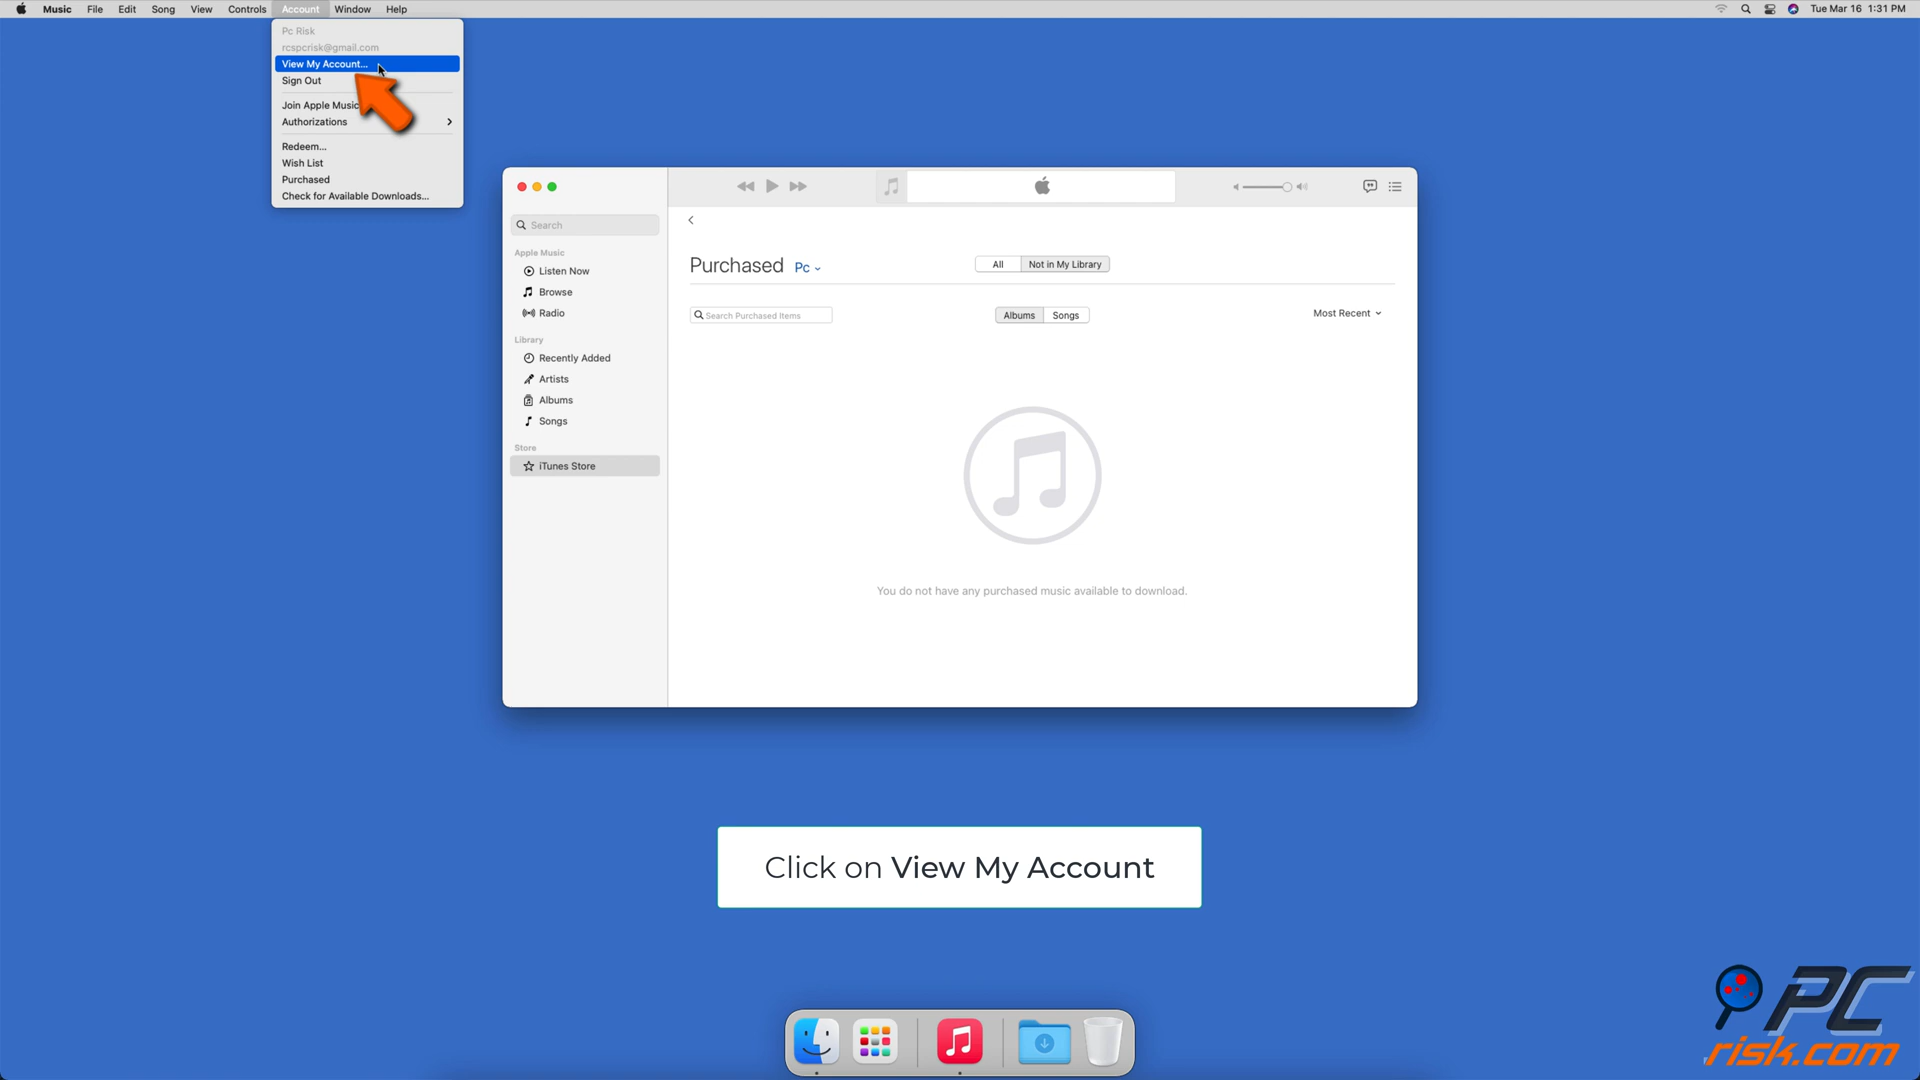 Music File Edit Song View Controls Account Window Help Tue Mar 16 1:31 PM
Pc Risk
rcspcrisk@gmail.com
View My Account...
Sign Out
Join Apple Music
Authorizations
Redeem...
Wish List
Purchased
Check for Available Downloads...
Search
Apple Music
Listen Now
Browse
Radio
Library
Recently Added
Artists
Albums
Songs
Store
iTunes Store
Purchased Pc
All Not in My Library
Search Purchased Items
Albums Songs
Most Recent
You do not have any purchased music available to download.
Click on View My Account
PC
risk.com